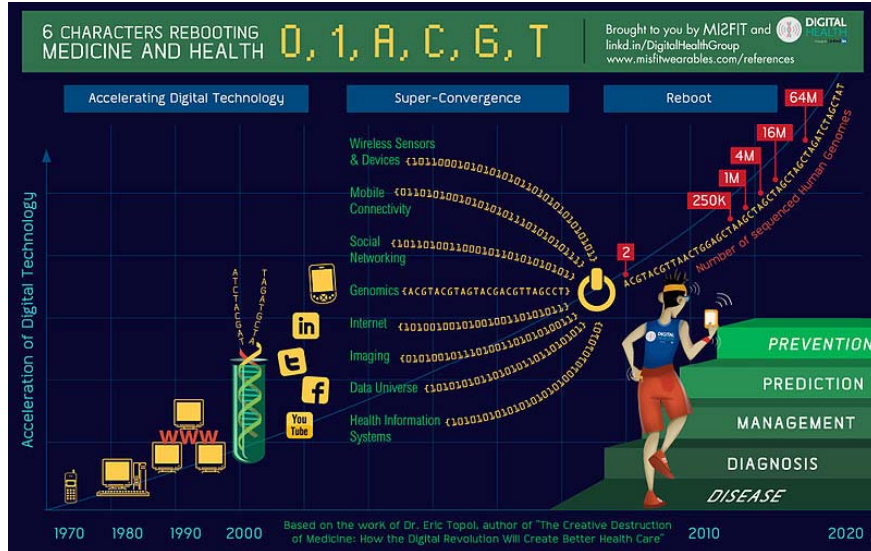 6 CHARACTERS REBOOTING
MEDICINE AND HEALTH
0, 1, A, C, G, T
Brought to you by MISFIT and
linkd.in/DigitalHealthGroup
www.misfitwearables.com/references
DIGITAL
HEALTH
Accelerating Digital Technology
Super-Convergence
Reboot
Acceleration of Digital Technology
ATCTACGAT
TAGATGCTA
WWW
in
t
f
You
Tube
Wireless Sensors
& Devices
Mobile
Connectivity
Social
Networking
Genomics {ACGTACGTAGTACGACGTTAGCCT}
Internet
Imaging
Data Universe
Health Information
Systems
2
250K
1M
4M
16M
64M
Number of sequenced Human Genomes
DIGITAL
PREVENTION
PREDICTION
MANAGEMENT
DIAGNOSIS
DISEASE
1970
1980
1990
2000
Based on the work of Dr. Eric Topol, author of "The Creative Destruction
of Medicine: How the Digital Revolution Will Create Better Health Care"
2010
2020